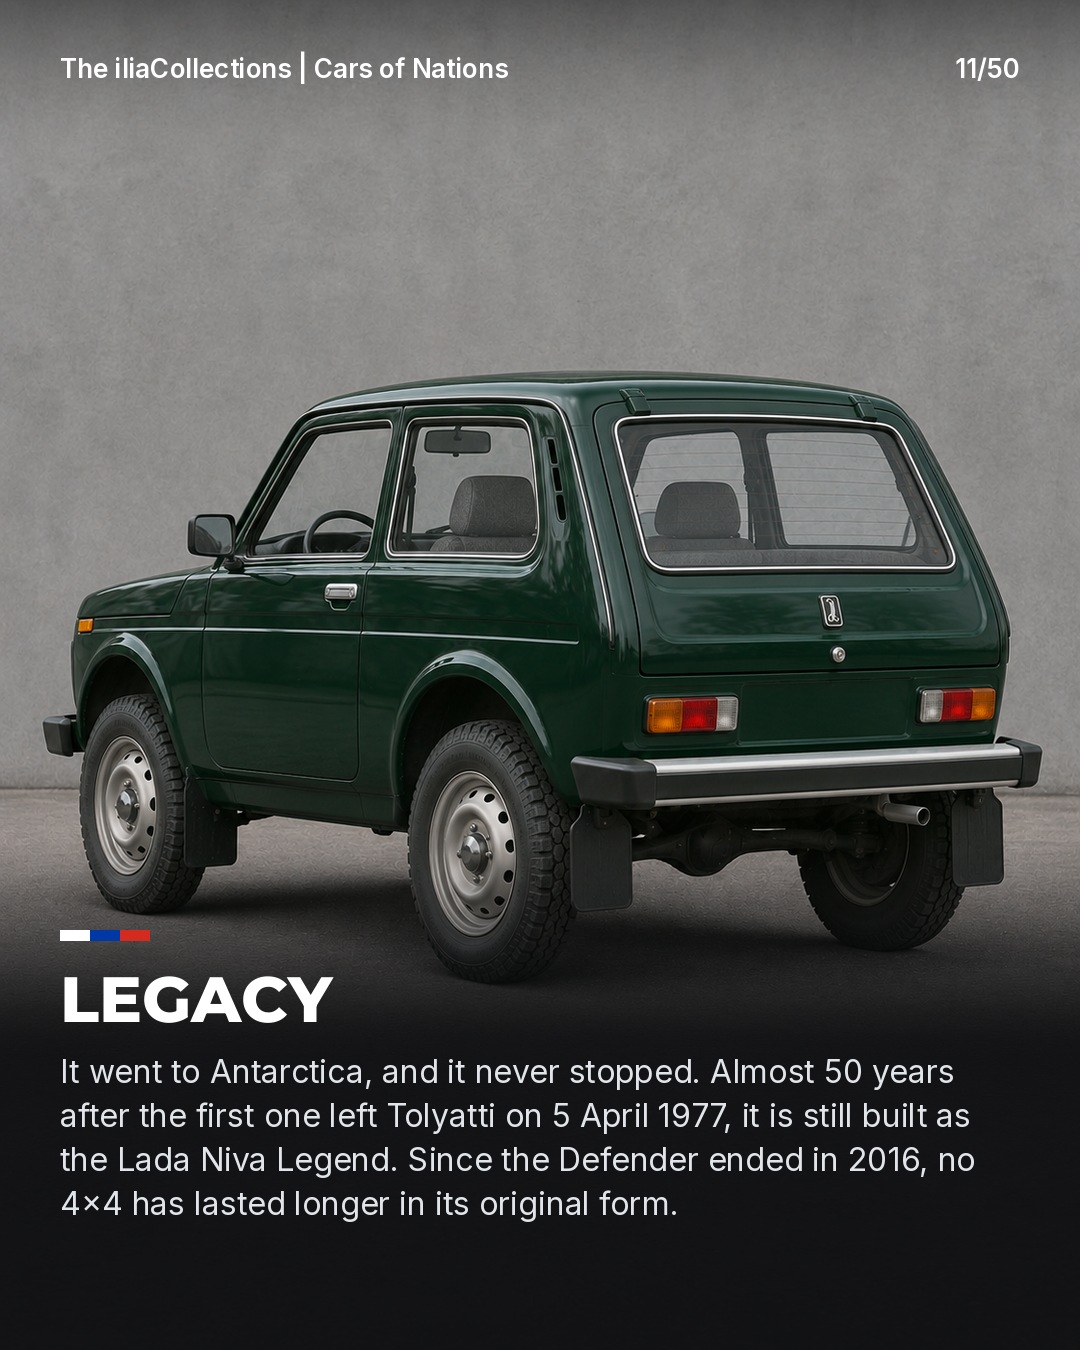 The iliaCollections | Cars of Nations
11/50
LEGACY
It went to Antarctica, and it never stopped. Almost 50 years
after the first one left Tolyatti on 5 April 1977, it is still built as
the Lada Niva Legend. Since the Defender ended in 2016, no
4×4 has lasted longer in its original form.